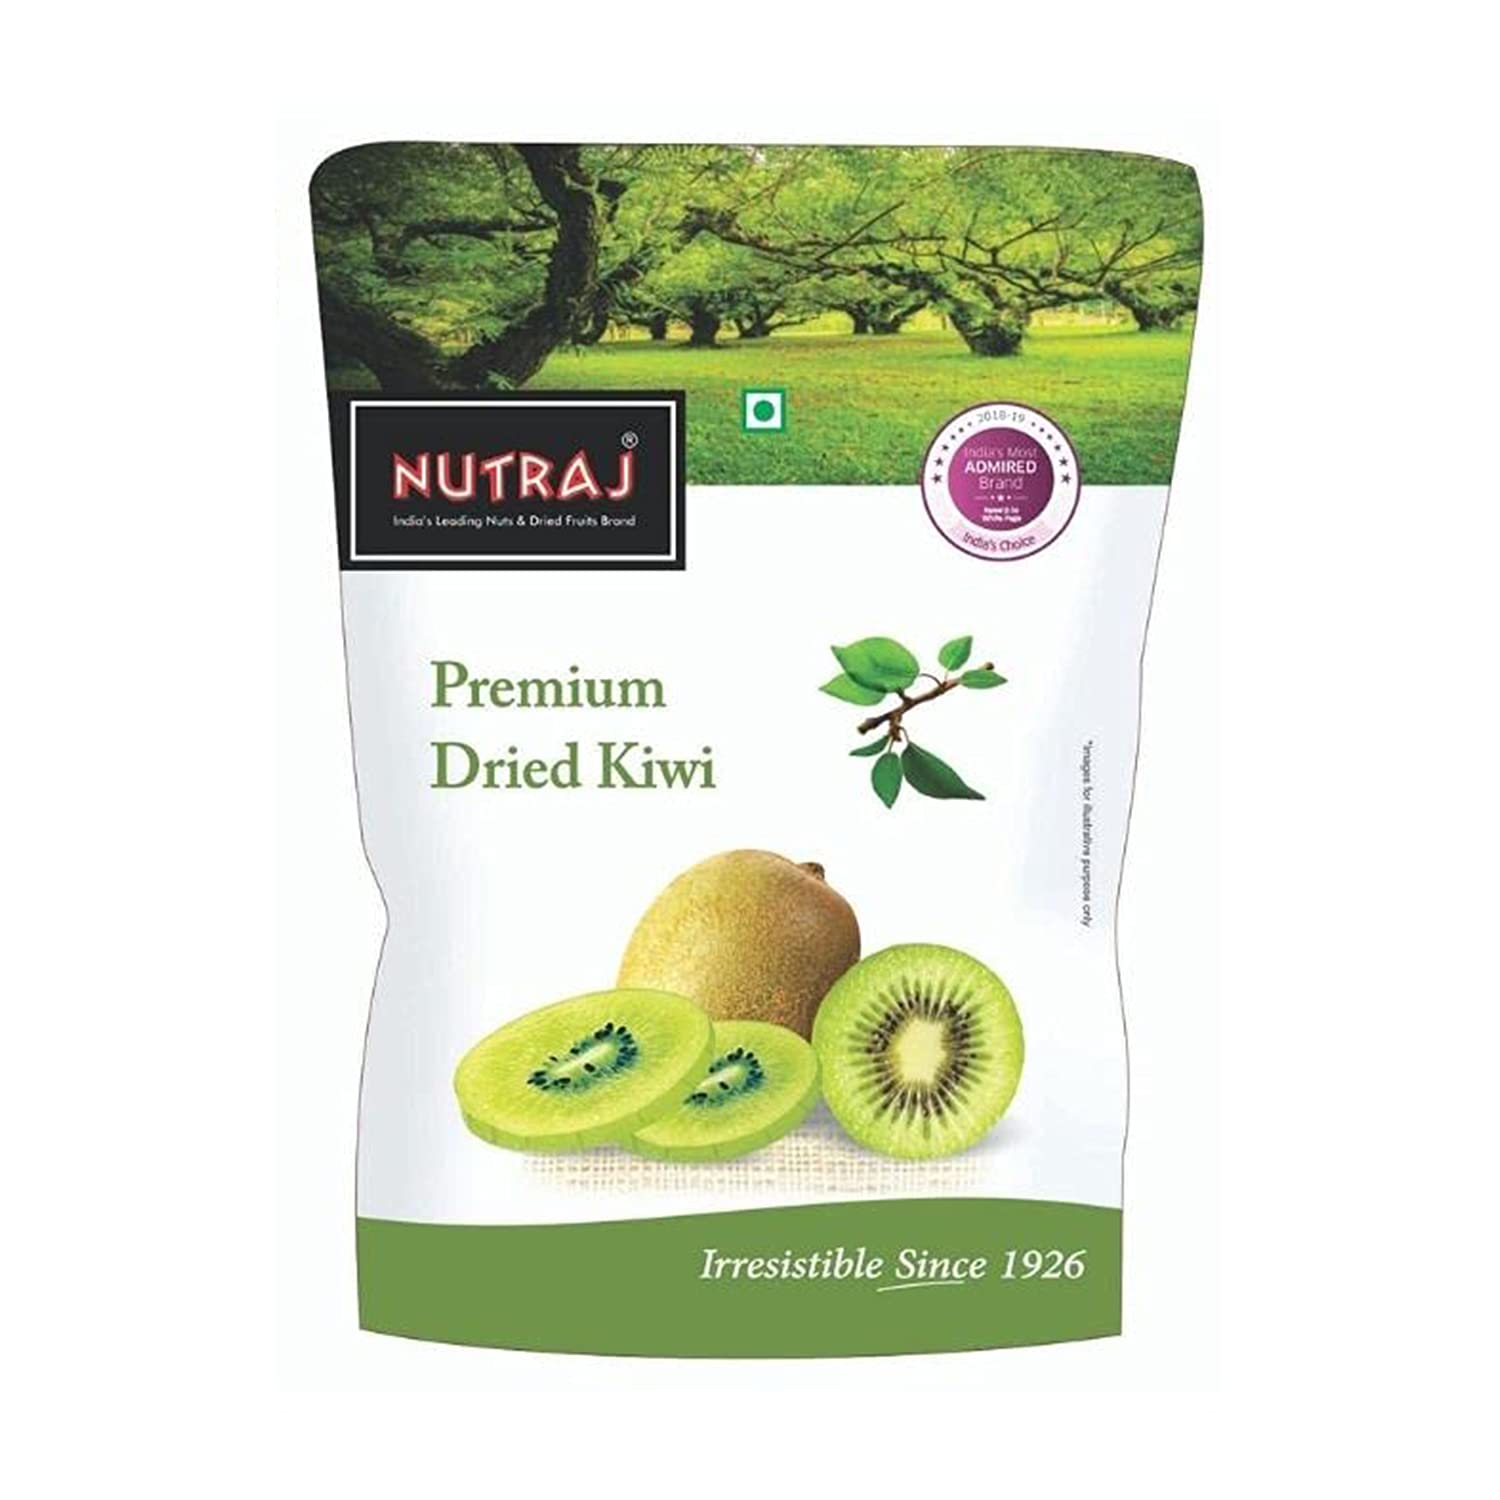 NUTRAJ®
India's Leading Nuts & Dried Fruits Brand
2018-19
India's Most
ADMIRED
Brand
India's Choice
Premium
Dried Kiwi
*Images for illustrative purpose only
Irresistible Since 1926